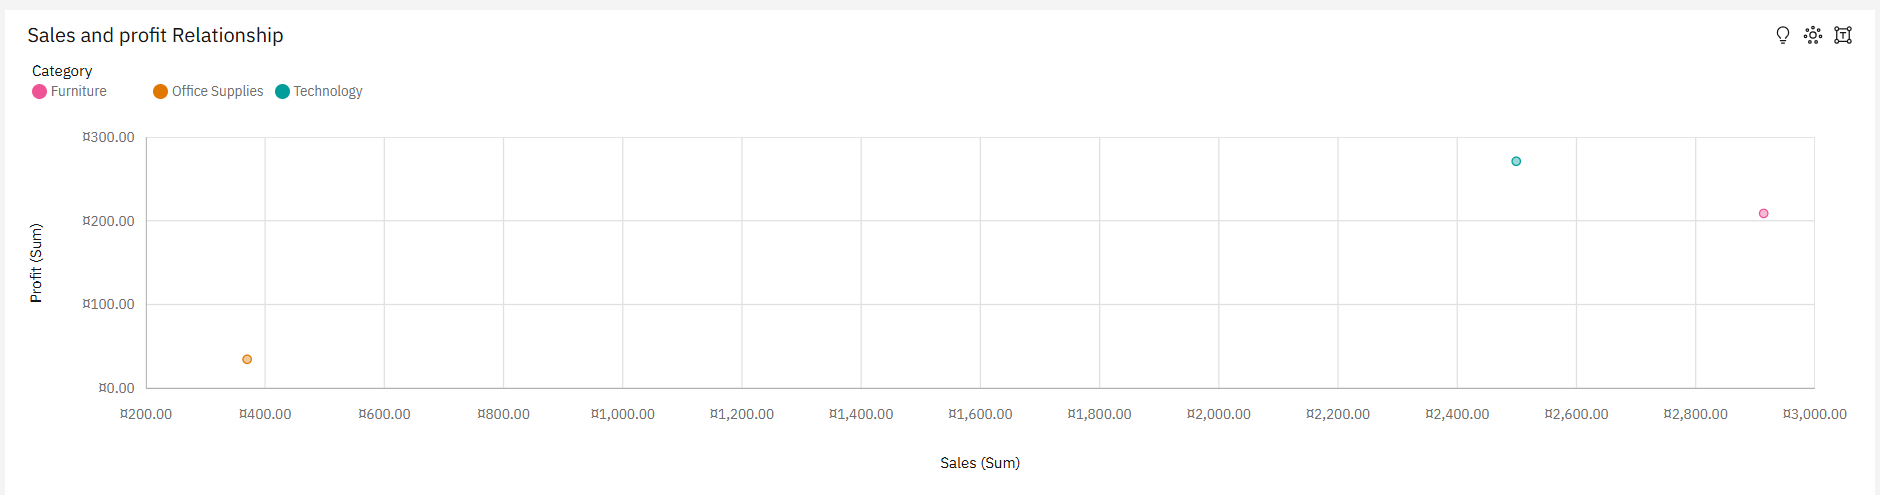 Sales and profit Relationship
Category
Furniture Office Supplies Technology
¤300.00
¤200.00
¤100.00
¤0.00
Profit (Sum)
¤200.00 ¤400.00 ¤600.00 ¤800.00 ¤1,000.00 ¤1,200.00 ¤1,400.00 ¤1,600.00 ¤1,800.00 ¤2,000.00 ¤2,200.00 ¤2,400.00 ¤2,600.00 ¤2,800.00 ¤3,000.00
Sales (Sum)